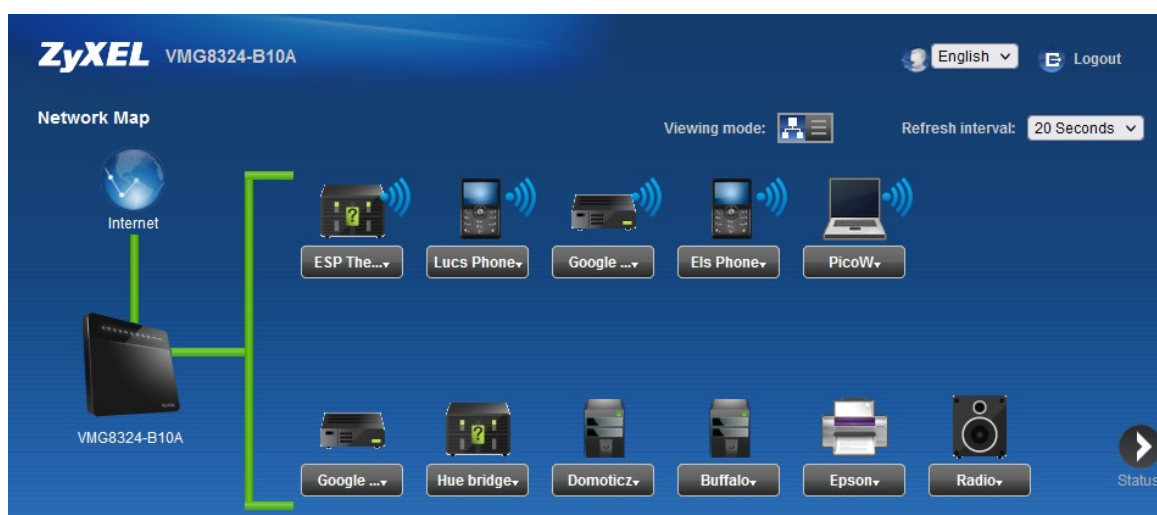 ZyXEL VMG8324-B10A
English
Logout
Network Map
Viewing mode:
Refresh interval: 20 Seconds
Internet
ESP The...
Lucs Phone
Google ...
Els Phone
PicoW
VMG8324-B10A
Google ...
Hue bridge
Domoticz
Buffalo
Epson
Radio
Status